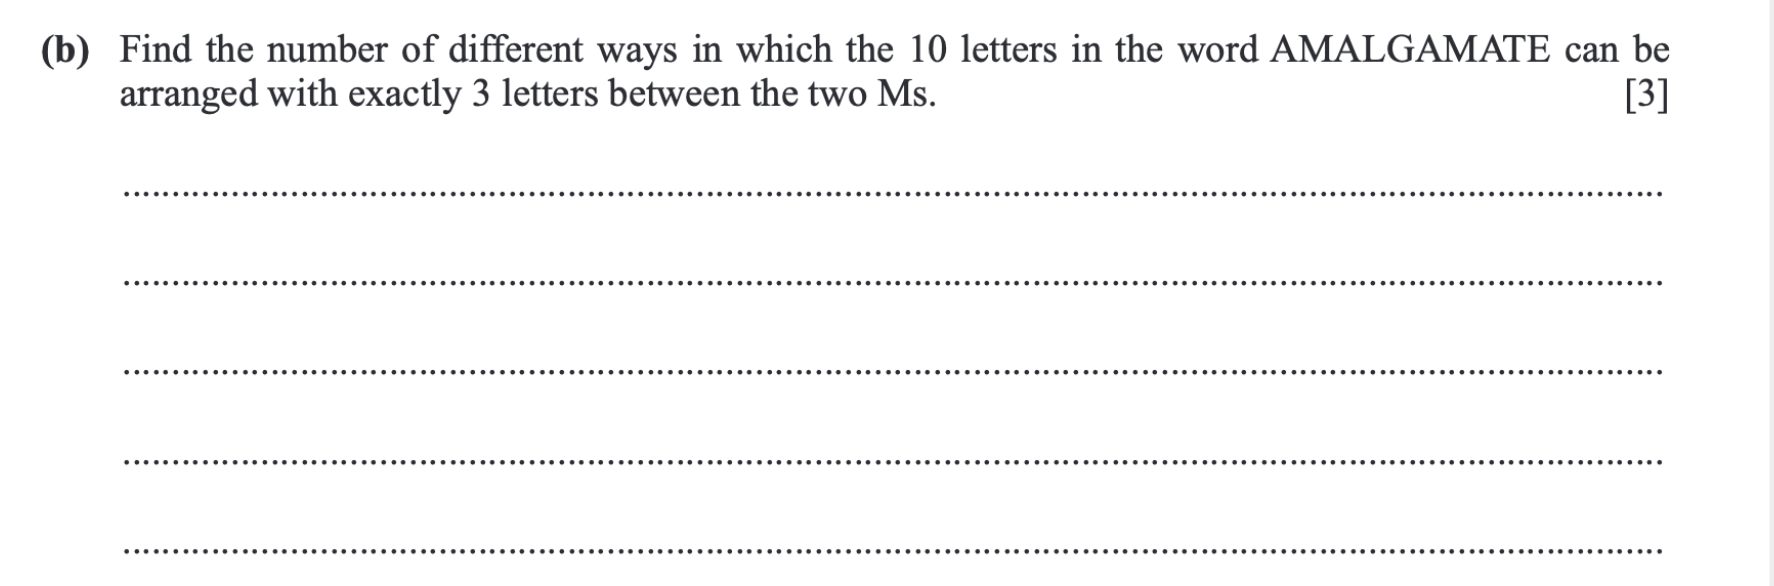 (b) Find the number of different ways in which the 10 letters in the word AMALGAMATE can be
arranged with exactly 3 letters between the two Ms. [3]